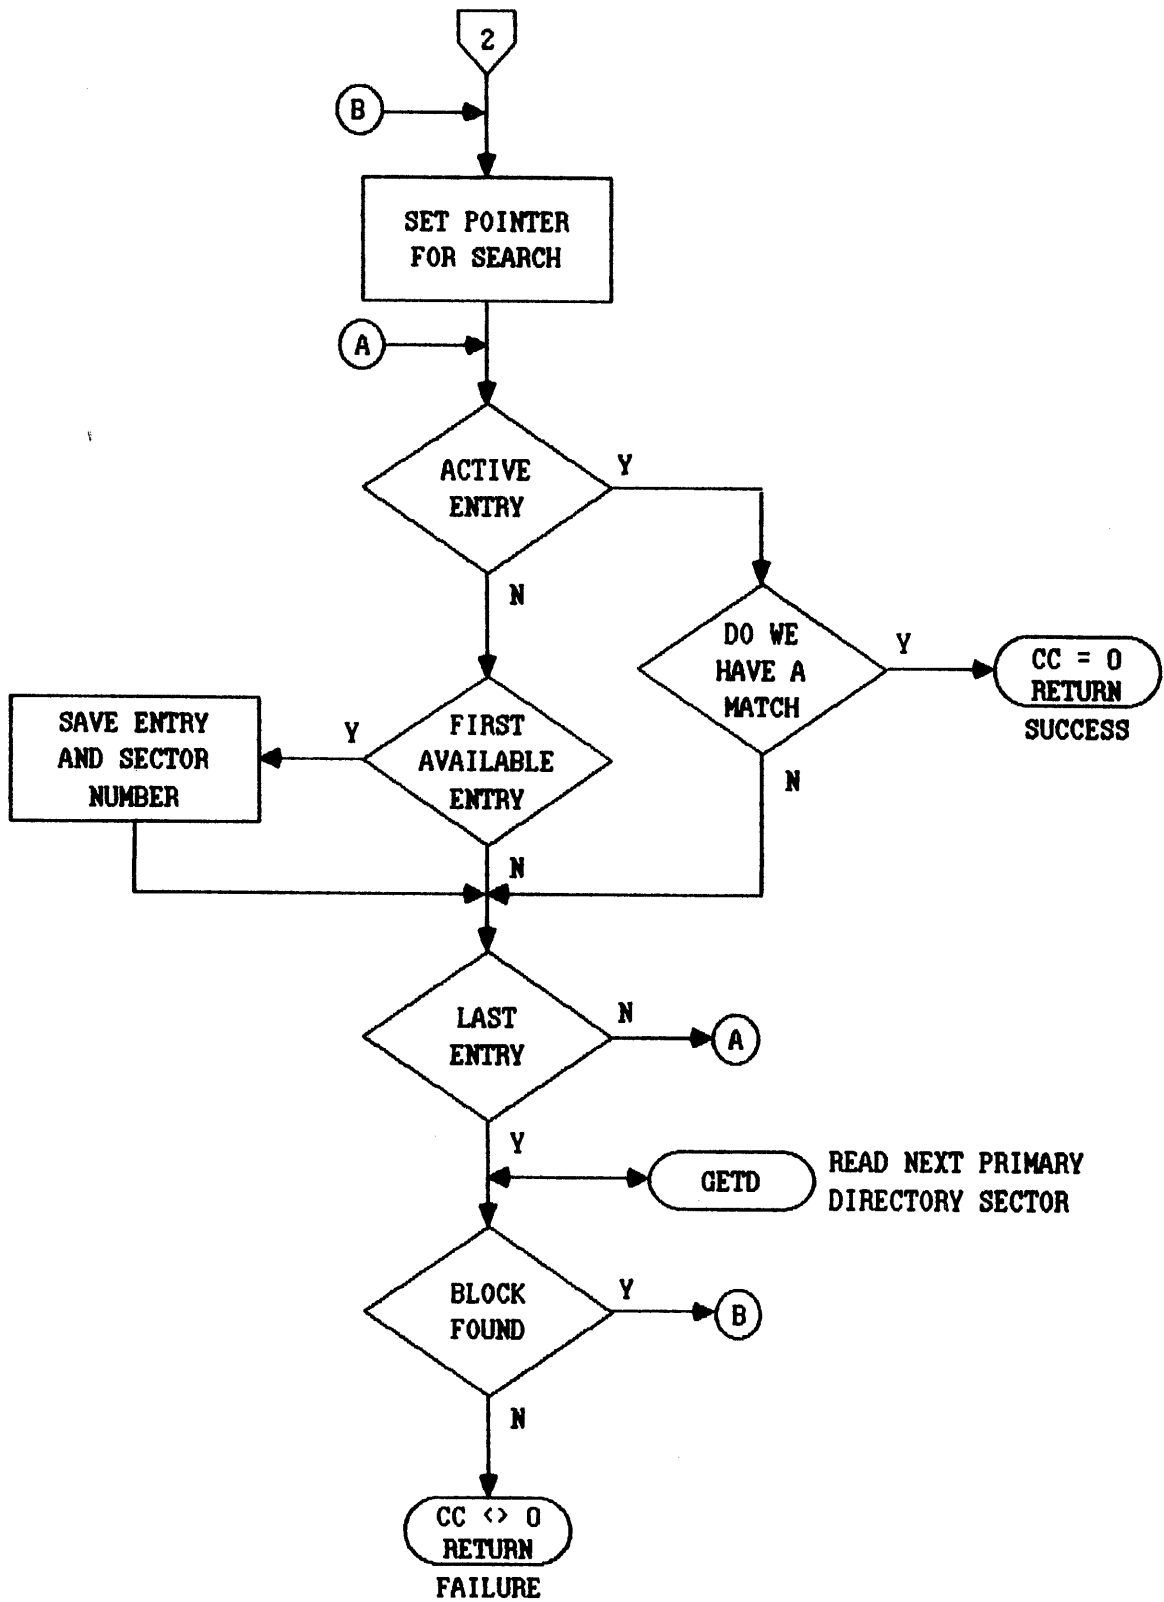 2
B
SET POINTER
FOR SEARCH
A
ACTIVE
ENTRY
Y
N
DO WE
HAVE A
MATCH
Y
CC = 0
RETURN
SUCCESS
N
FIRST
AVAILABLE
ENTRY
Y
SAVE ENTRY
AND SECTOR
NUMBER
N
LAST
ENTRY
N
A
Y
GETD
READ NEXT PRIMARY
DIRECTORY SECTOR
BLOCK
FOUND
Y
B
N
CC <> 0
RETURN
FAILURE